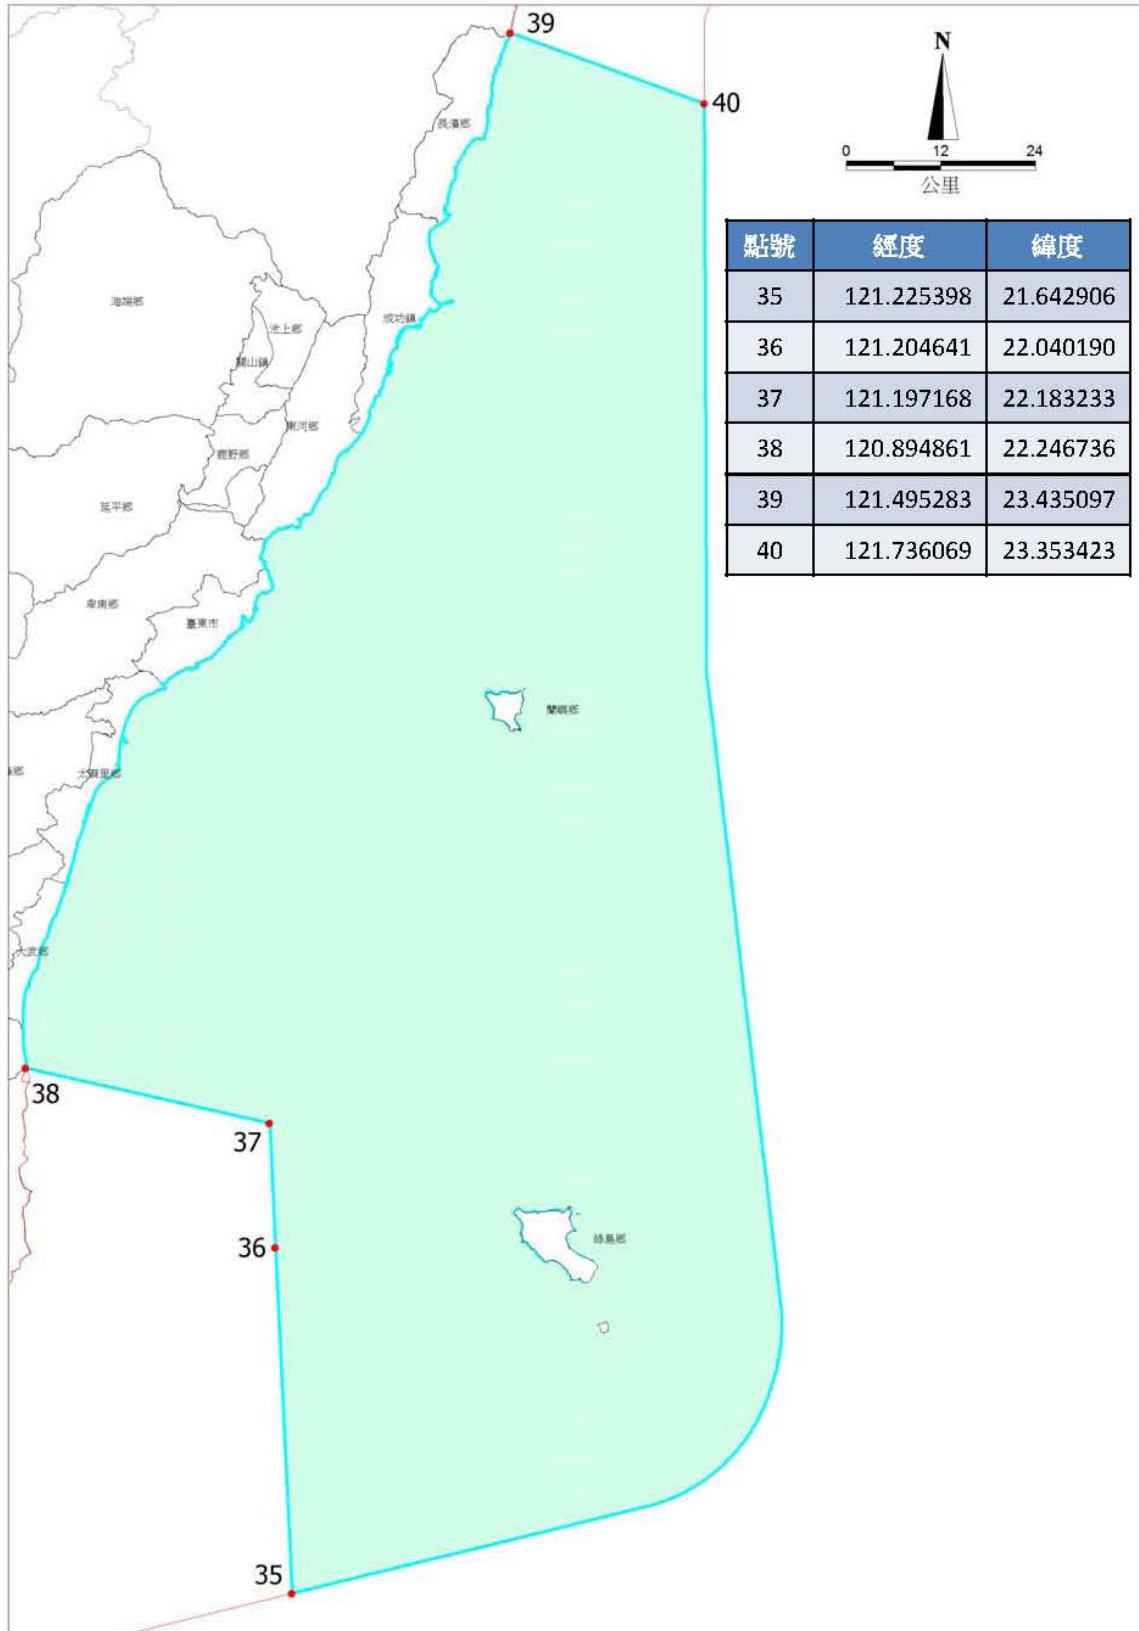 39
40
N
0 12 24
公里
點號 經度 緯度
35 121.225398 21.642906
36 121.204641 22.040190
37 121.197168 22.183233
38 120.894861 22.246736
39 121.495283 23.435097
40 121.736069 23.353423
長濱鄉
海端鄉
池上鄉
成功鎮
關山鎮
東河鄉
鹿野鄉
延平鄉
卑南鄉
臺東市
蘭嶼鄉
太麻里鄉
大武鄉
38
37
36
綠島鄉
35